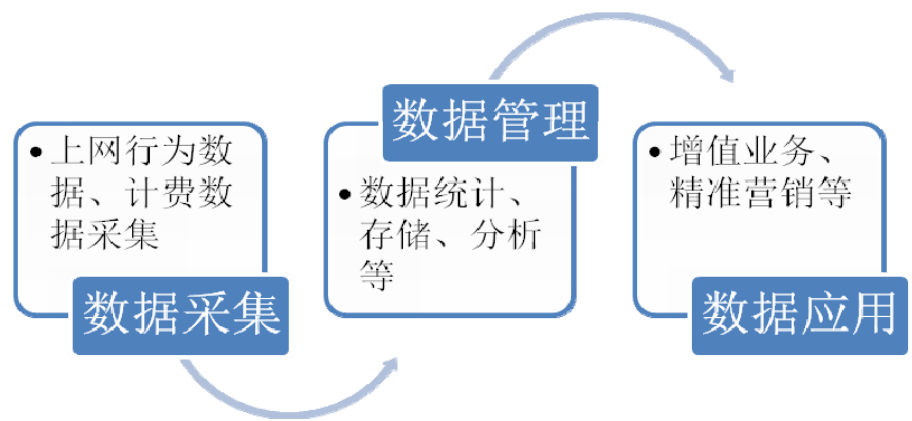 • 上网行为数
据、计费数
据采集
数据采集
数据管理
• 数据统计、
存储、分析
等
• 增值业务、
精准营销等
数据应用